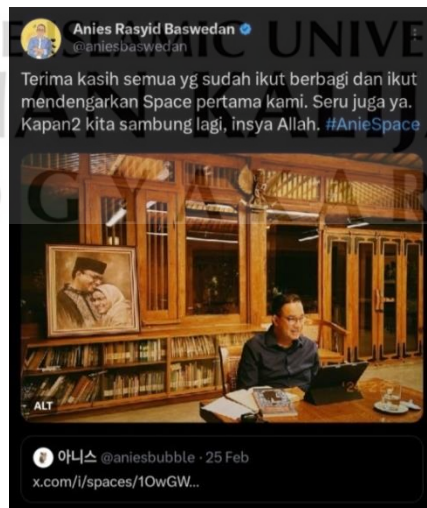 Anies Rasyid Baswedan
@aniesbaswedan
Terima kasih semua yg sudah ikut berbagi dan ikut
mendengarkan Space pertama kami. Seru juga ya.
Kapan2 kita sambung lagi, insya Allah. #AnieSpace
ALT
아니스 @aniesbubble · 25 Feb
x.com/i/spaces/1OwGW...